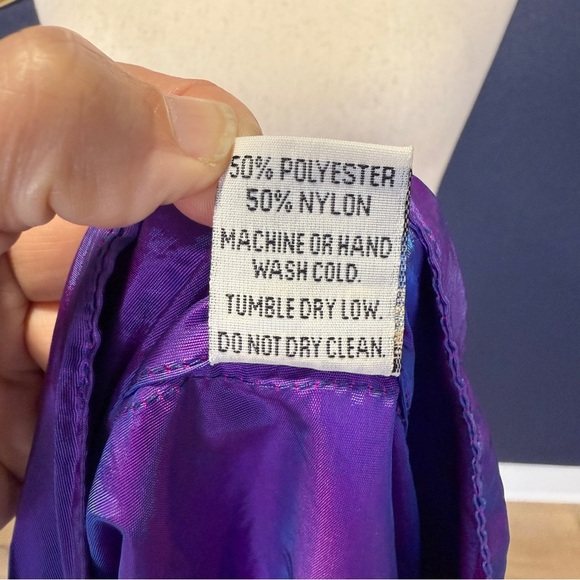 50% POLYESTER
50% NYLON
MACHINE OR HAND
WASH COLD.
TUMBLE DRY LOW.
DO NOT DRY CLEAN.